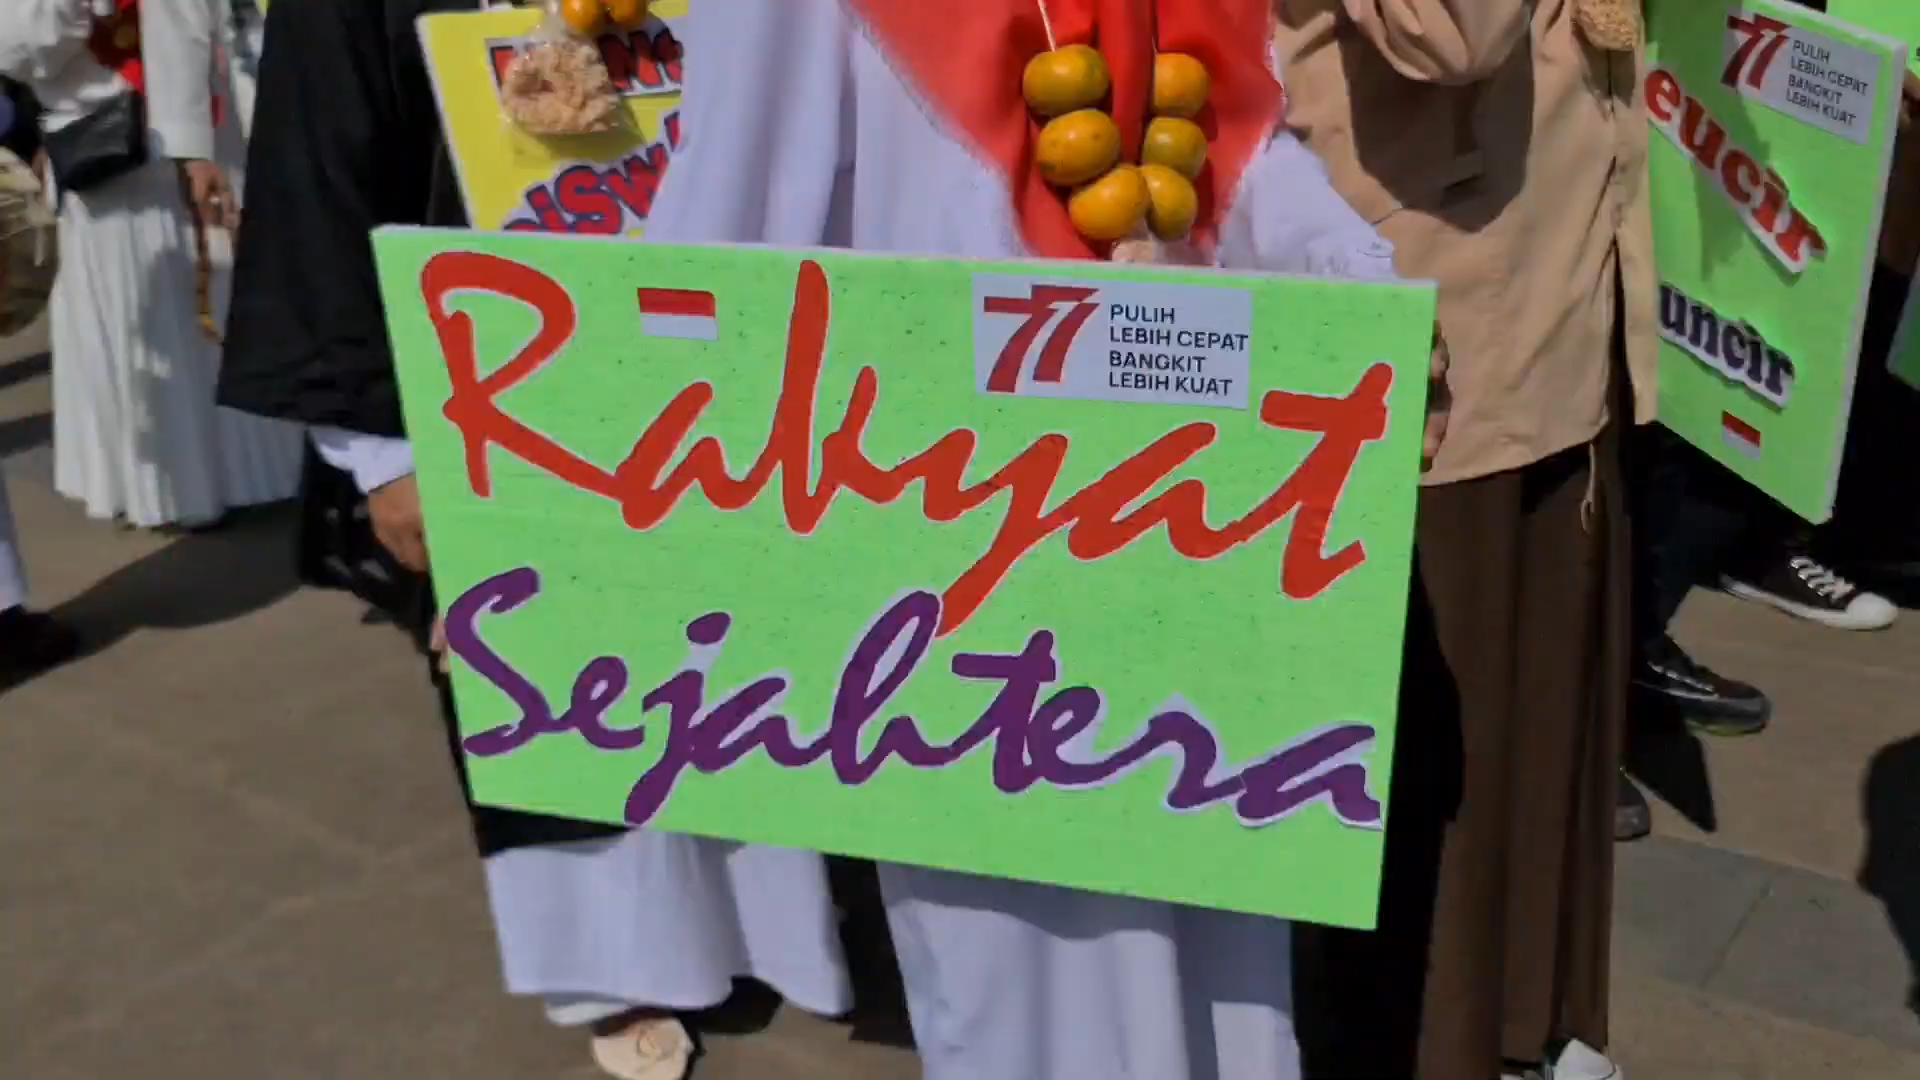 Rakyat
Sejahtera
77
PULIH
LEBIH CEPAT
BANGKIT
LEBIH KUAT
77
PULIH
LEBIH CEPAT
BANGKIT
LEBIH KUAT
eucir
uncir